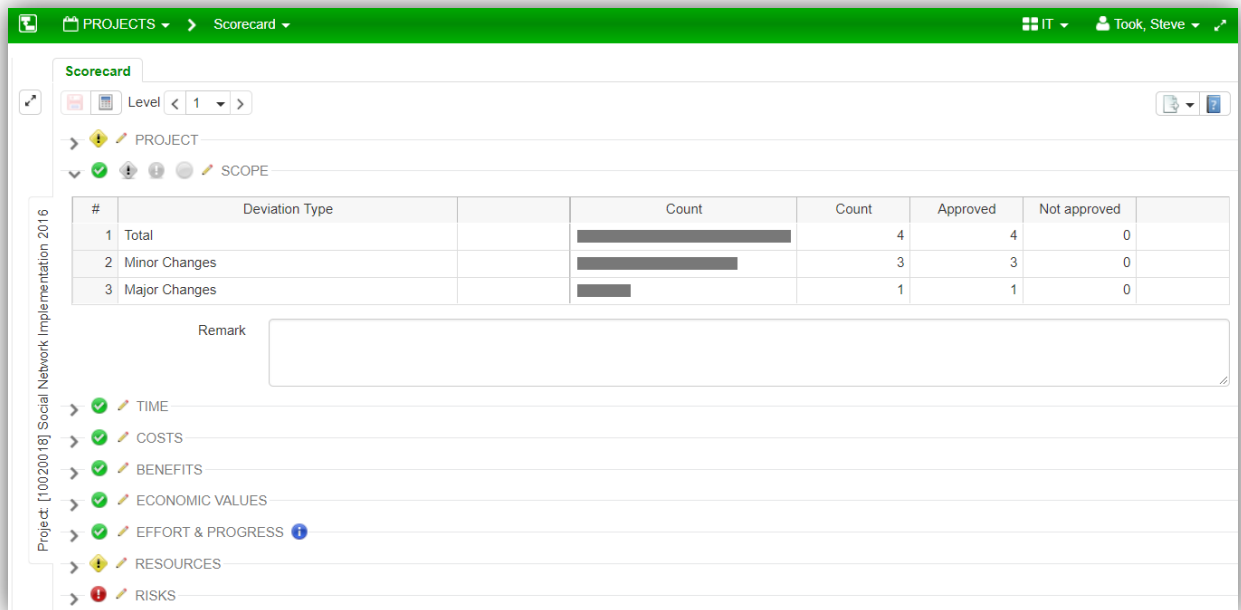 PROJECTS Scorecard IT Took, Steve
Scorecard
Level 1
PROJECT
SCOPE
# Deviation Type Count Count Approved Not approved
1 Total 4 4 0
2 Minor Changes 3 3 0
3 Major Changes 1 1 0
Remark
TIME
COSTS
BENEFITS
ECONOMIC VALUES
EFFORT & PROGRESS
RESOURCES
RISKS
Project: [10020018] Social Network Implementation 2016